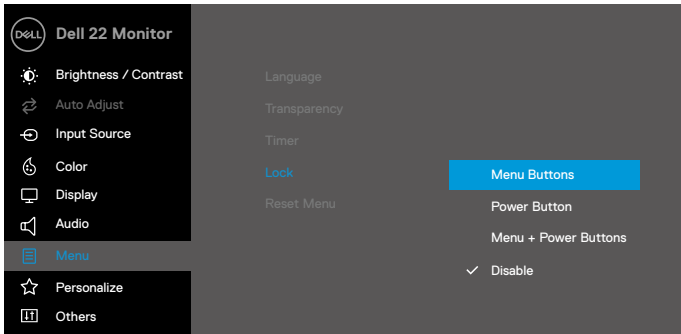 DELL
Dell 22 Monitor
Brightness / Contrast
Auto Adjust
Input Source
Color
Display
Audio
Menu
Personalize
Others
Language
Transparency
Timer
Lock
Reset Menu
Menu Buttons
Power Button
Menu + Power Buttons
Disable